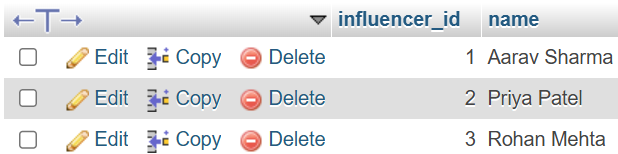 influencer_id name
Edit Copy Delete 1 Aarav Sharma
Edit Copy Delete 2 Priya Patel
Edit Copy Delete 3 Rohan Mehta